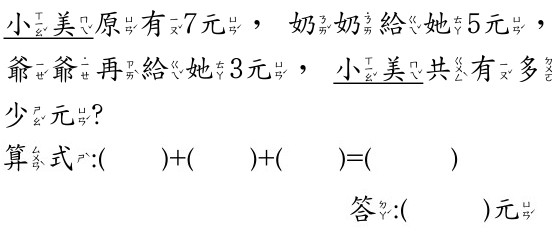 小美原有7元，奶奶給她5元，
爺爺再給她3元，小美共有多
少元?
算式:(　　)+(　　)+(　　)=(　　　)
答:(　　　)元